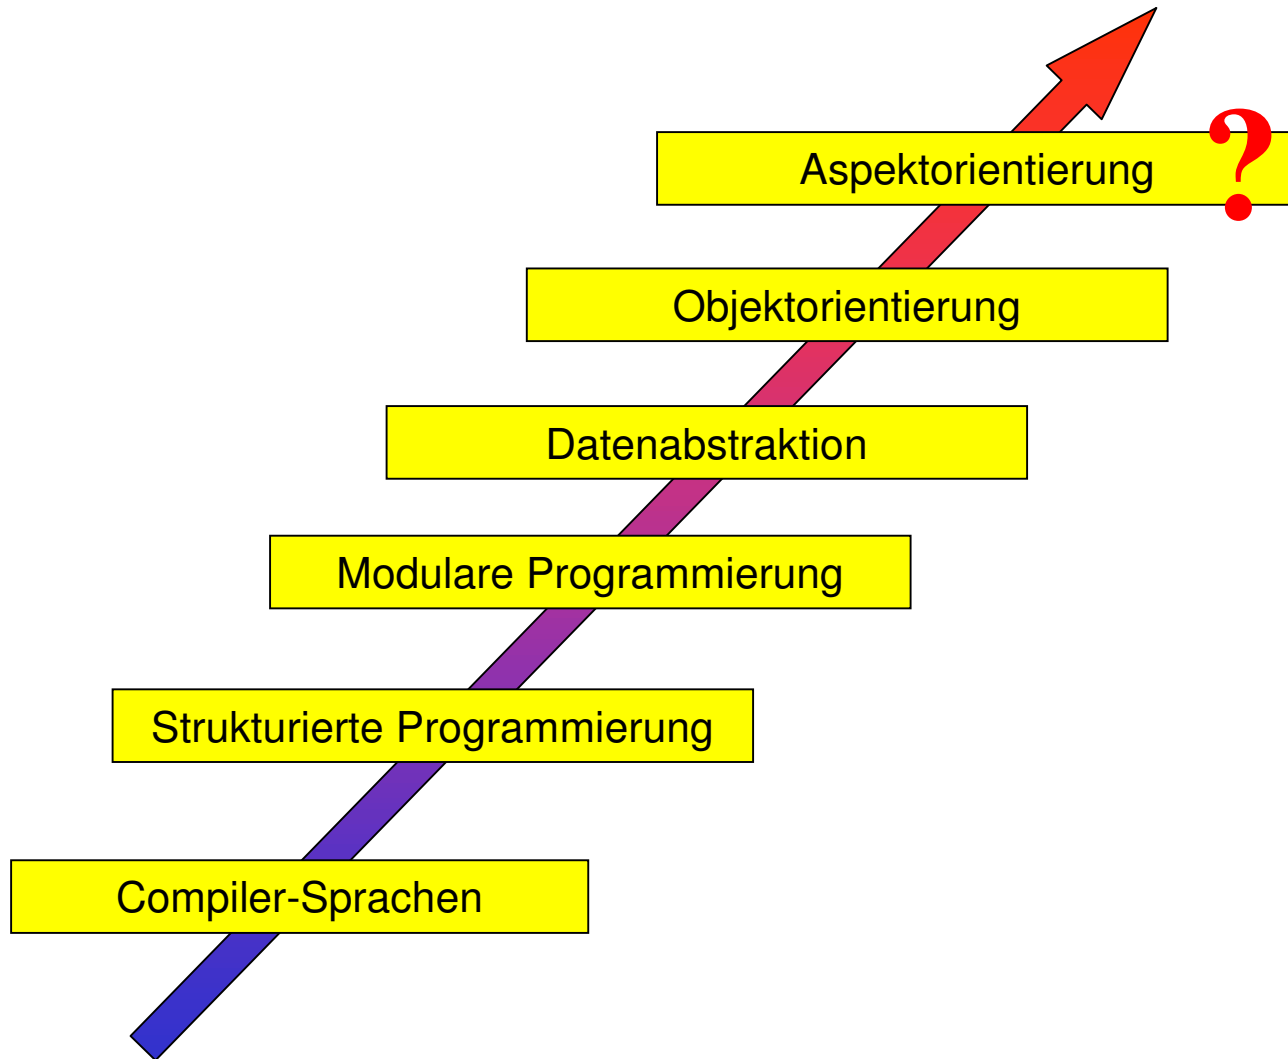 Aspektorientierung ?
Objektorientierung
Datenabstraktion
Modulare Programmierung
Strukturierte Programmierung
Compiler-Sprachen